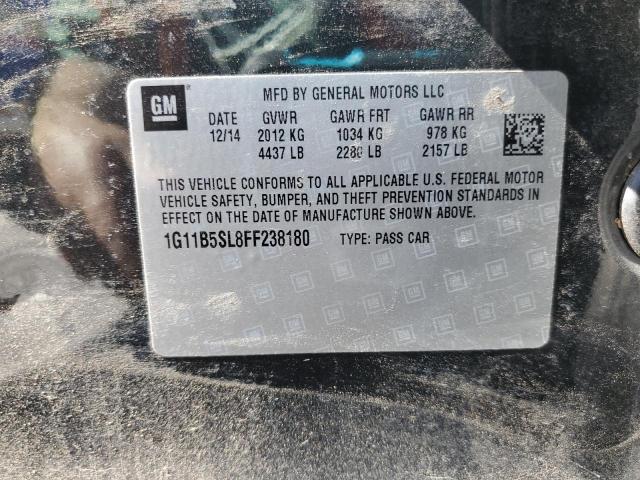 GM
MFD BY GENERAL MOTORS LLC
DATE GVWR GAWR FRT GAWR RR
12/14 2012 KG 1034 KG 978 KG
4437 LB 2280 LB 2157 LB
THIS VEHICLE CONFORMS TO ALL APPLICABLE U.S. FEDERAL MOTOR
VEHICLE SAFETY, BUMPER, AND THEFT PREVENTION STANDARDS IN
EFFECT ON THE DATE OF MANUFACTURE SHOWN ABOVE.
1G11B5SL8FF238180 TYPE: PASS CAR